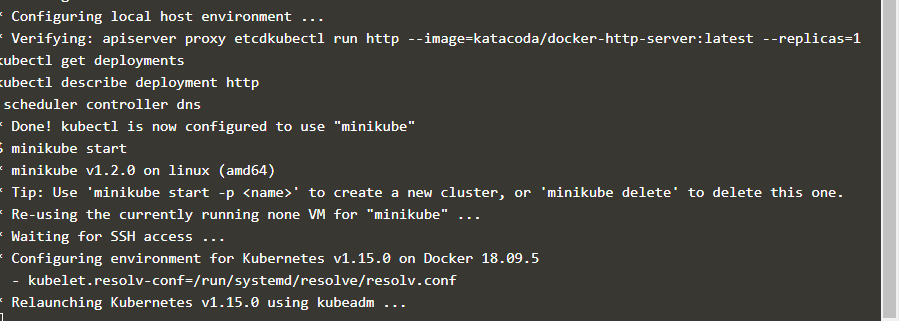 * Configuring local host environment ...
* Verifying: apiserver proxy etcdkubectl run http --image=katacoda/docker-http-server:latest --replicas=1
kubectl get deployments
kubectl describe deployment http
scheduler controller dns
* Done! kubectl is now configured to use "minikube"
$ minikube start
* minikube v1.2.0 on linux (amd64)
* Tip: Use 'minikube start -p <name>' to create a new cluster, or 'minikube delete' to delete this one.
* Re-using the currently running none VM for "minikube" ...
* Waiting for SSH access ...
* Configuring environment for Kubernetes v1.15.0 on Docker 18.09.5
- kubelet.resolv-conf=/run/systemd/resolve/resolv.conf
* Relaunching Kubernetes v1.15.0 using kubeadm ...